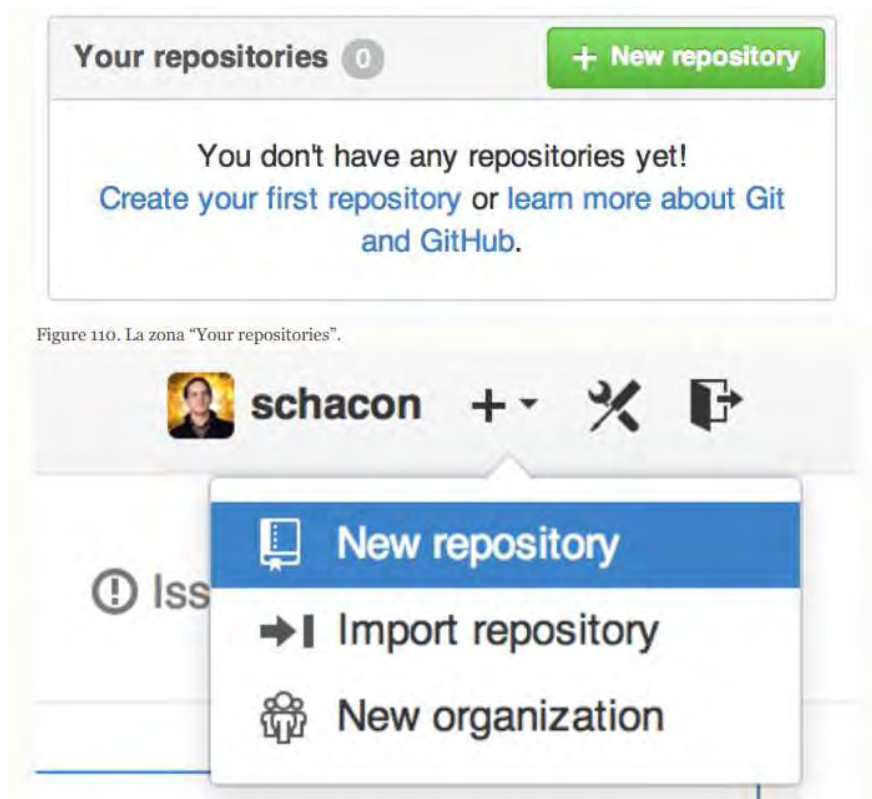 Your repositories 0
+ New repository
You don't have any repositories yet!
Create your first repository or learn more about Git
and GitHub.
Figure 110. La zona “Your repositories”.
schacon
Iss
New repository
Import repository
New organization